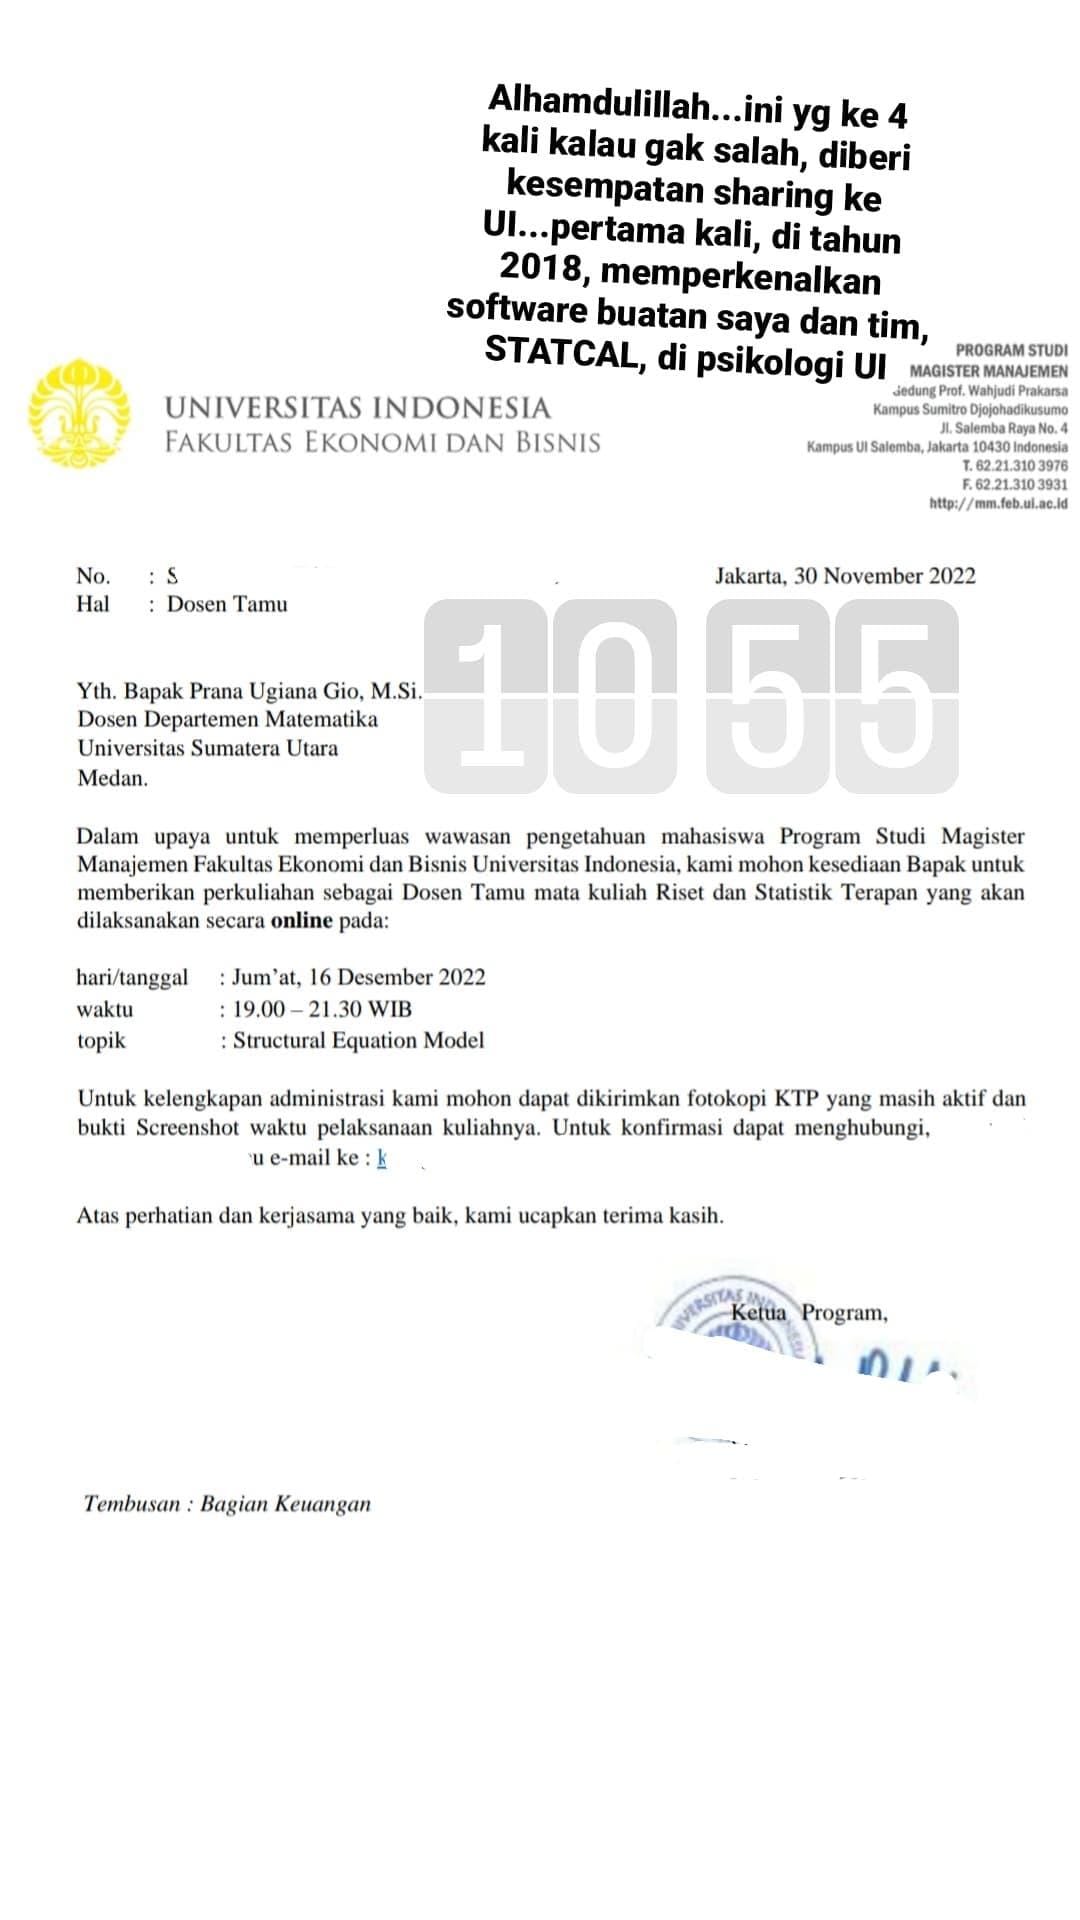 Alhamdulillah...ini yg ke 4
kali kalau gak salah, diberi
kesempatan sharing ke
UI...pertama kali, di tahun
2018, memperkenalkan
software buatan saya dan tim,
STATCAL, di psikologi UI
PROGRAM STUDI
MAGISTER MANAJEMEN
Gedung Prof. Wahjudi Prakarsa
Kampus Sumitro Djojohadikusumo
Jl. Salemba Raya No. 4
Kampus UI Salemba, Jakarta 10430 Indonesia
T. 62.21.310 3976
F. 62.21.310 3931
http://mm.feb.ui.ac.id
UNIVERSITAS INDONESIA
FAKULTAS EKONOMI DAN BISNIS
No. : S
Jakarta, 30 November 2022
Hal : Dosen Tamu
10 55
Yth. Bapak Prana Ugiana Gio, M.Si.
Dosen Departemen Matematika
Universitas Sumatera Utara
Medan.
Dalam upaya untuk memperluas wawasan pengetahuan mahasiswa Program Studi Magister
Manajemen Fakultas Ekonomi dan Bisnis Universitas Indonesia, kami mohon kesediaan Bapak untuk
memberikan perkuliahan sebagai Dosen Tamu mata kuliah Riset dan Statistik Terapan yang akan
dilaksanakan secara online pada:
hari/tanggal : Jum’at, 16 Desember 2022
waktu : 19.00 – 21.30 WIB
topik : Structural Equation Model
Untuk kelengkapan administrasi kami mohon dapat dikirimkan fotokopi KTP yang masih aktif dan
bukti Screenshot waktu pelaksanaan kuliahnya. Untuk konfirmasi dapat menghubungi,
u e-mail ke : k
Atas perhatian dan kerjasama yang baik, kami ucapkan terima kasih.
Ketua Program,
Tembusan : Bagian Keuangan